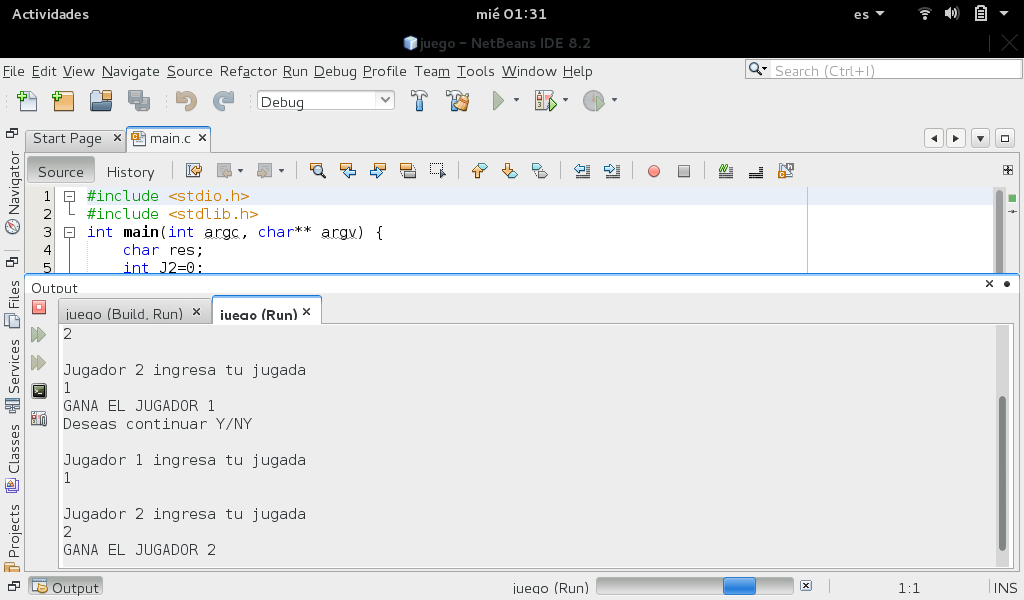 Actividades
mié 01:31
es
juego – NetBeans IDE 8.2
File Edit View Navigate Source Refactor Run Debug Profile Team Tools Window Help
Search (Ctrl+I)
Debug
Start Page
main.c
Source
History
Navigator
Files
Services
Classes
Projects
1 #include <stdio.h>
2 #include <stdlib.h>
3 int main(int argc, char** argv) {
4 char res;
5 int J2=0;
Output
juego (Build, Run)
juego (Run)
2
Jugador 2 ingresa tu jugada
1
GANA EL JUGADOR 1
Deseas continuar Y/NY
Jugador 1 ingresa tu jugada
1
Jugador 2 ingresa tu jugada
2
GANA EL JUGADOR 2
Output
juego (Run)
1:1
INS